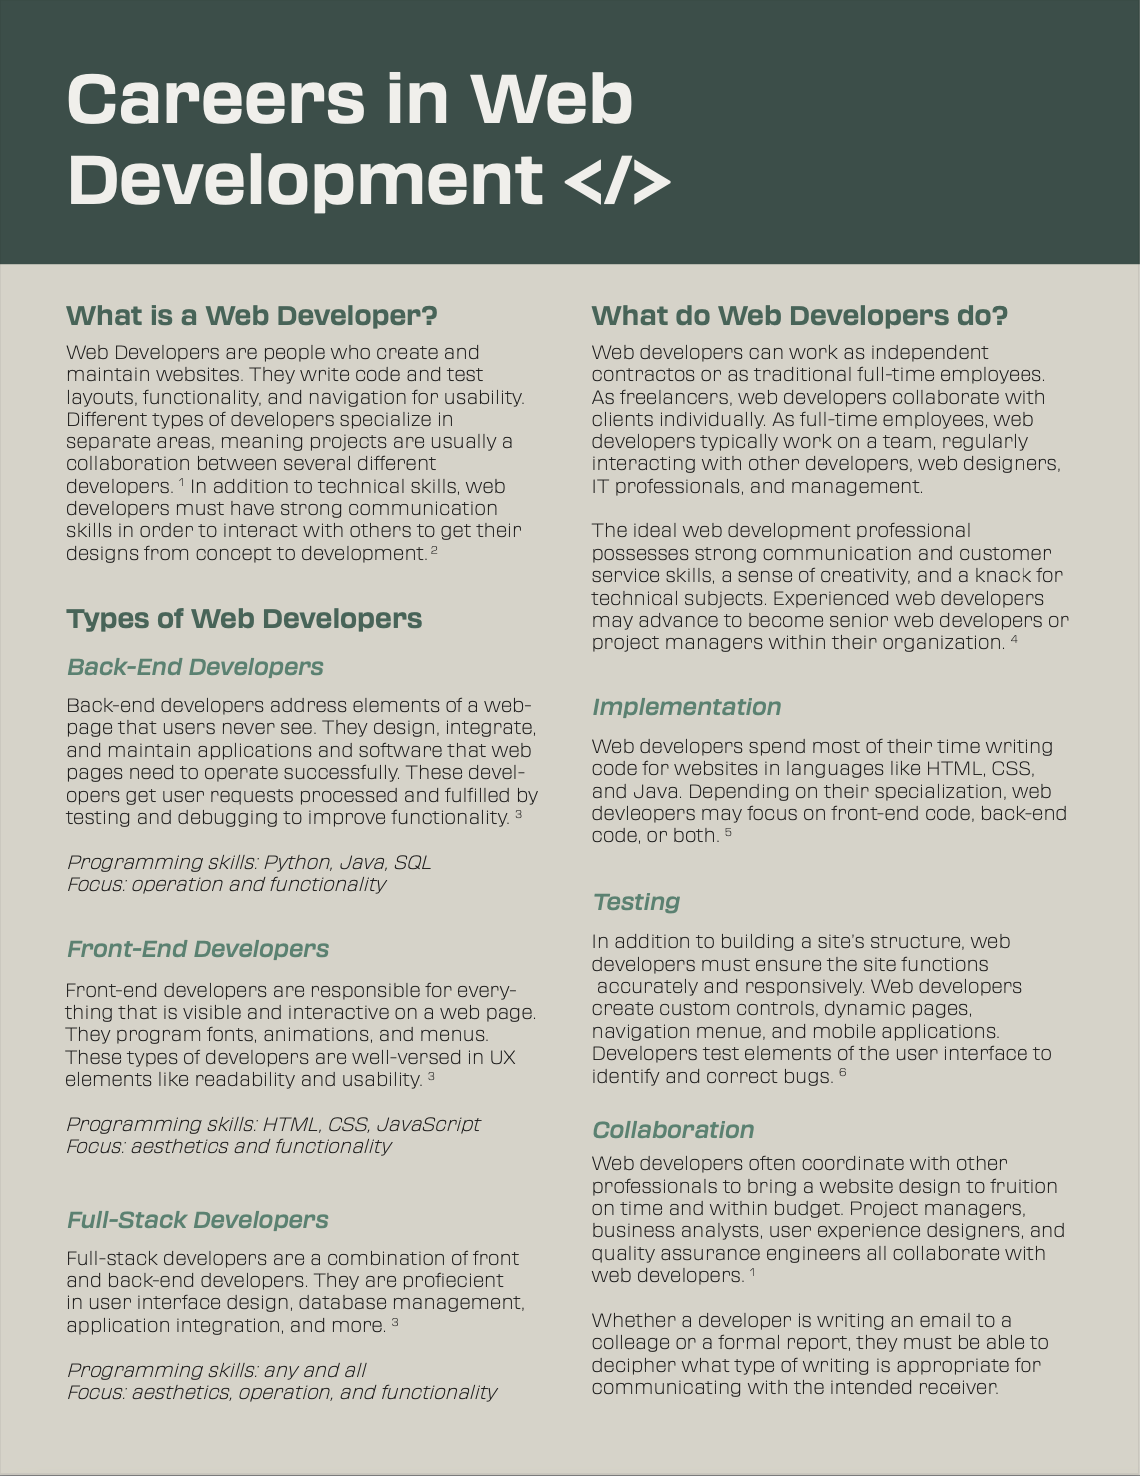 Careers in Web
Development </>
What is a Web Developer?
Web Developers are people who create and
maintain websites. They write code and test
layouts, functionality, and navigation for usability.
Different types of developers specialize in
separate areas, meaning projects are usually a
collaboration between several different
developers. ¹ In addition to technical skills, web
developers must have strong communication
skills in order to interact with others to get their
designs from concept to development. ²
Types of Web Developers
Back-End Developers
Back-end developers address elements of a web-
page that users never see. They design, integrate,
and maintain applications and software that web
pages need to operate successfully. These devel-
opers get user requests processed and fulfilled by
testing and debugging to improve functionality. ³
Programming skills: Python, Java, SQL
Focus: operation and functionality
Front-End Developers
Front-end developers are responsible for every-
thing that is visible and interactive on a web page.
They program fonts, animations, and menus.
These types of developers are well-versed in UX
elements like readability and usability. ³
Programming skills: HTML, CSS, JavaScript
Focus: aesthetics and functionality
Full-Stack Developers
Full-stack developers are a combination of front
and back-end developers. They are profiecient
in user interface design, database management,
application integration, and more. ³
Programming skills: any and all
Focus: aesthetics, operation, and functionality
What do Web Developers do?
Web developers can work as independent
contractos or as traditional full-time employees.
As freelancers, web developers collaborate with
clients individually. As full-time employees, web
developers typically work on a team, regularly
interacting with other developers, web designers,
IT professionals, and management.
The ideal web development professional
possesses strong communication and customer
service skills, a sense of creativity, and a knack for
technical subjects. Experienced web developers
may advance to become senior web developers or
project managers within their organization. ⁴
Implementation
Web developers spend most of their time writing
code for websites in languages like HTML, CSS,
and Java. Depending on their specialization, web
devleopers may focus on front-end code, back-end
code, or both. ⁵
Testing
In addition to building a site's structure, web
developers must ensure the site functions
accurately and responsively. Web developers
create custom controls, dynamic pages,
navigation menue, and mobile applications.
Developers test elements of the user interface to
identify and correct bugs. ⁶
Collaboration
Web developers often coordinate with other
professionals to bring a website design to fruition
on time and within budget. Project managers,
business analysts, user experience designers, and
quality assurance engineers all collaborate with
web developers. ¹
Whether a developer is writing an email to a
colleage or a formal report, they must be able to
decipher what type of writing is appropriate for
communicating with the intended receiver.